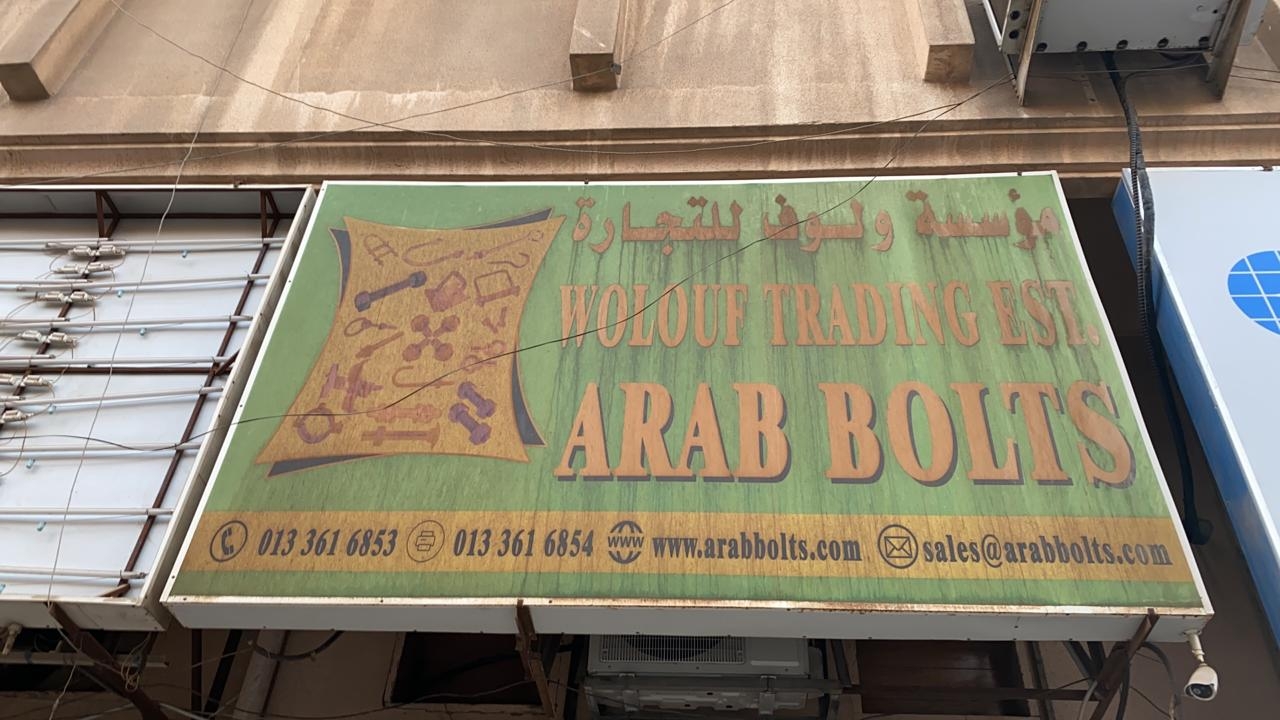 مؤسسة ولوف للتجارة
WOLOUF TRADING EST.
ARAB BOLTS
013 361 6853 013 361 6854 www www.arabbolts.com sales@arabbolts.com